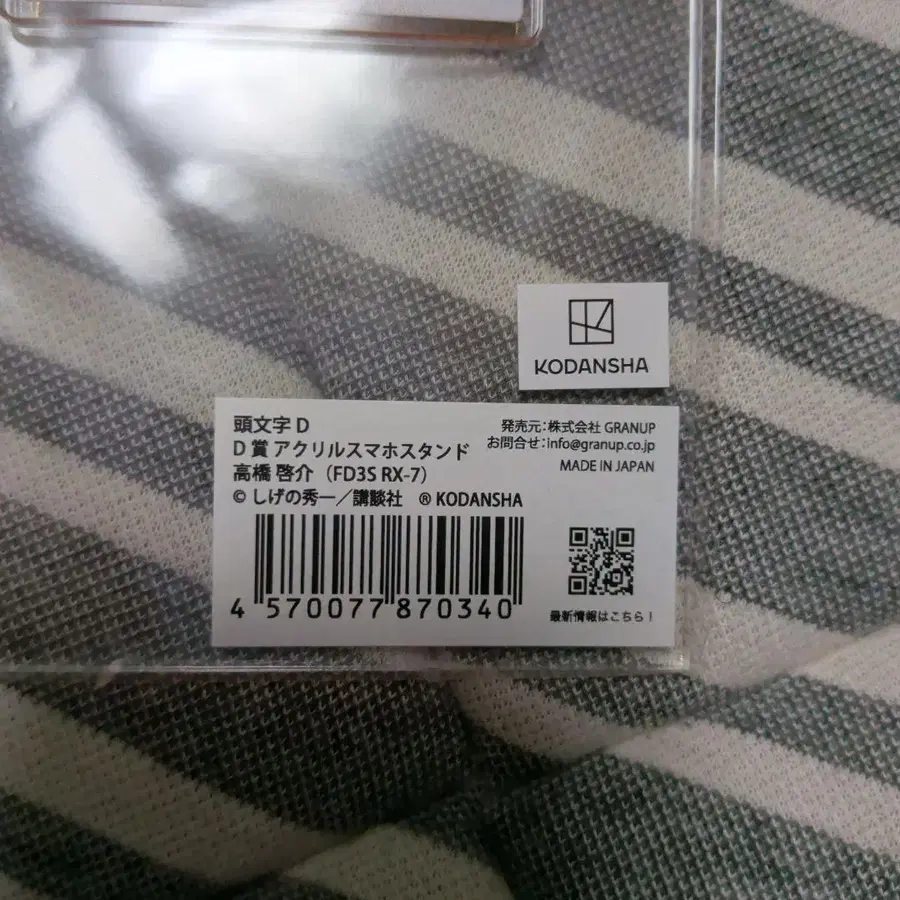 KODANSHA
頭文字 D
D 賞 アクリルスマホスタンド
高橋 啓介（FD3S RX-7）
© しげの秀一／講談社 ® KODANSHA
発売元：株式会社 GRANUP
お問合せ：info@granup.co.jp
MADE IN JAPAN
4 570077 870340
最新情報はこちら！